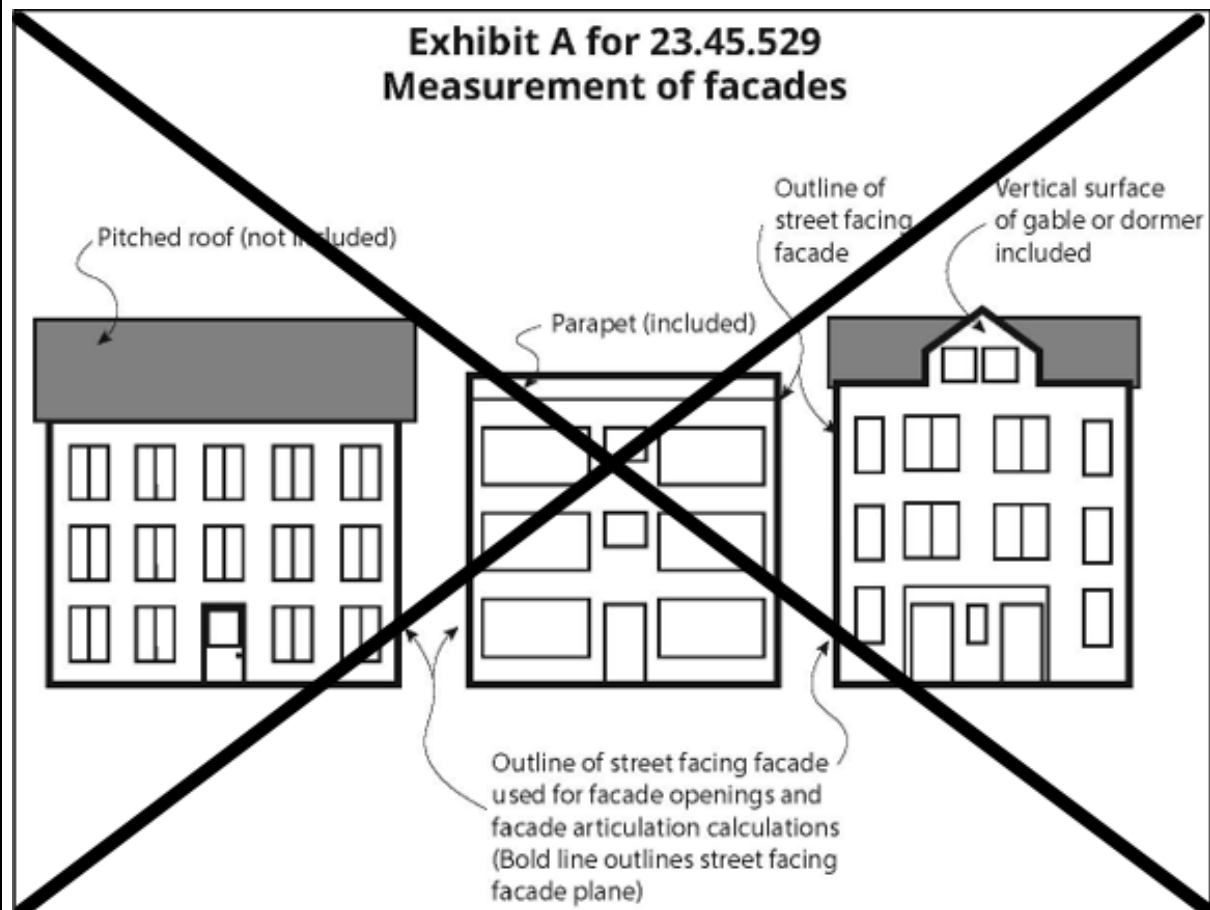 Exhibit A for 23.45.529
Measurement of facades
Outline of
street facing
facade
Vertical surface
of gable or dormer
included
Pitched roof (not included)
Parapet (included)
Outline of street facing facade
used for facade openings and
facade articulation calculations
(Bold line outlines street facing
facade plane)